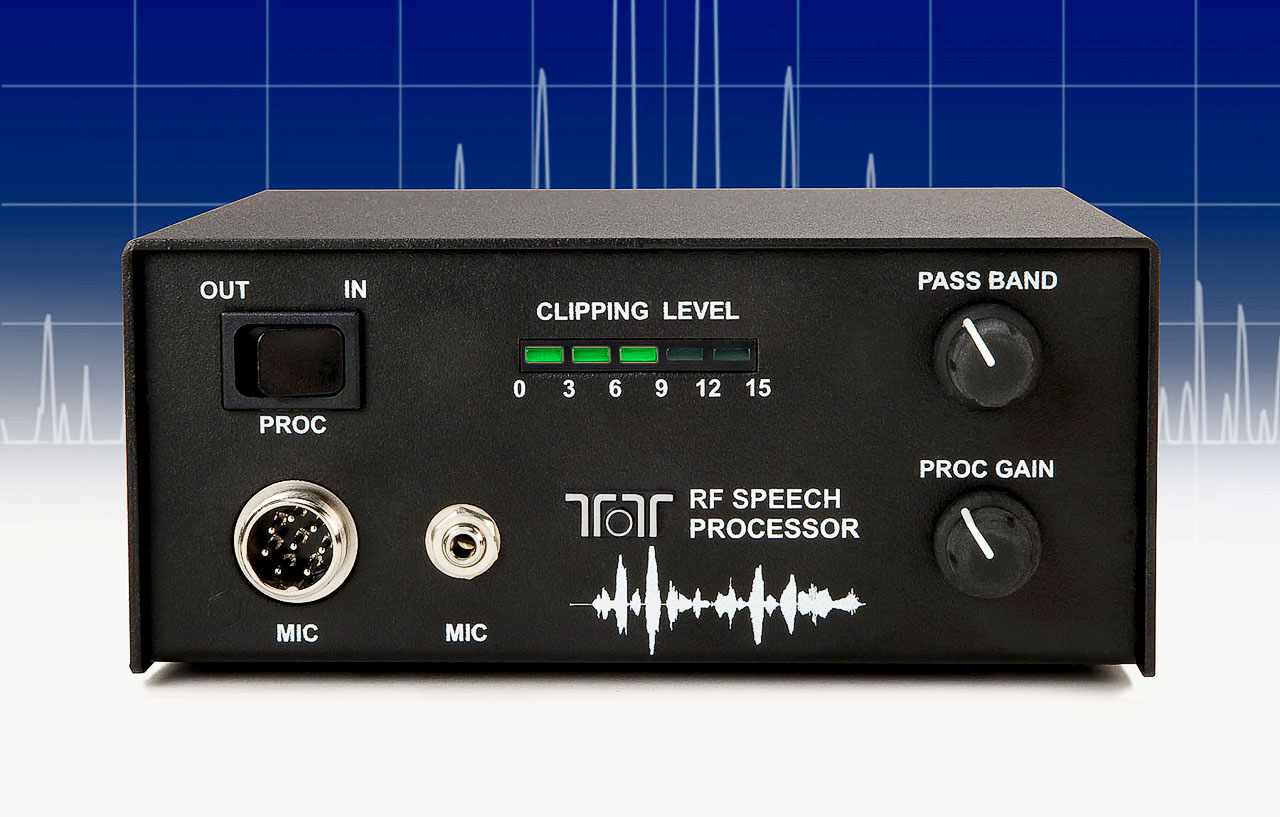 OUT IN
PROC
CLIPPING LEVEL
0 3 6 9 12 15
PASS BAND
PROC GAIN
MIC
MIC
RF SPEECH
PROCESSOR